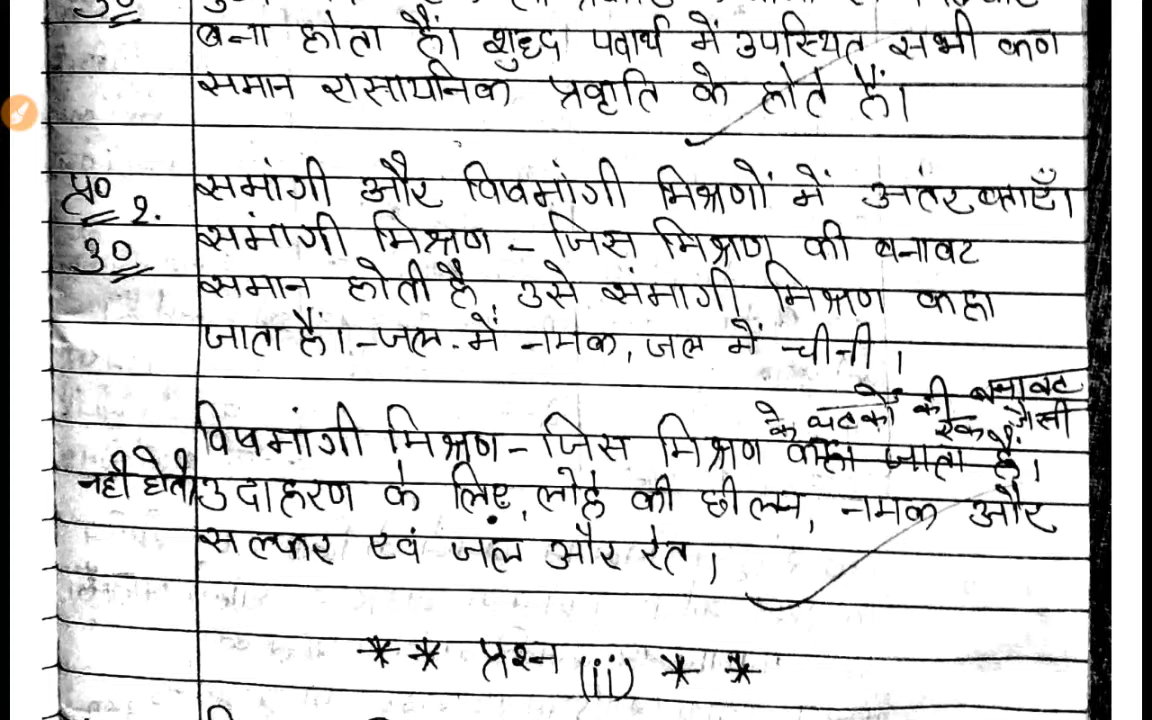 उ०
बना होता है। शुध्द पदार्थ में उपस्थित सभी कण
समान रासायनिक प्रवृति के होते हैं।
प्र० 2. समांगी और विषमांगी मिश्रणों में अंतर बताएँ।
उ० समांगी मिश्रण - जिस मिश्रण की बनावट
समान होती है, उसे समांगी मिश्रण कहा
जाता है। - जल में नमक, जल में चीनी।
के घटकों की बनावट
एक जैसी
विषमांगी मिश्रण - जिस मिश्रण कहा जाता है।
नहीं होती उदाहरण के लिए, लोहे की छीलन, नमक और
सल्फर एवं जल और रेत।
** प्रश्न (ii) **